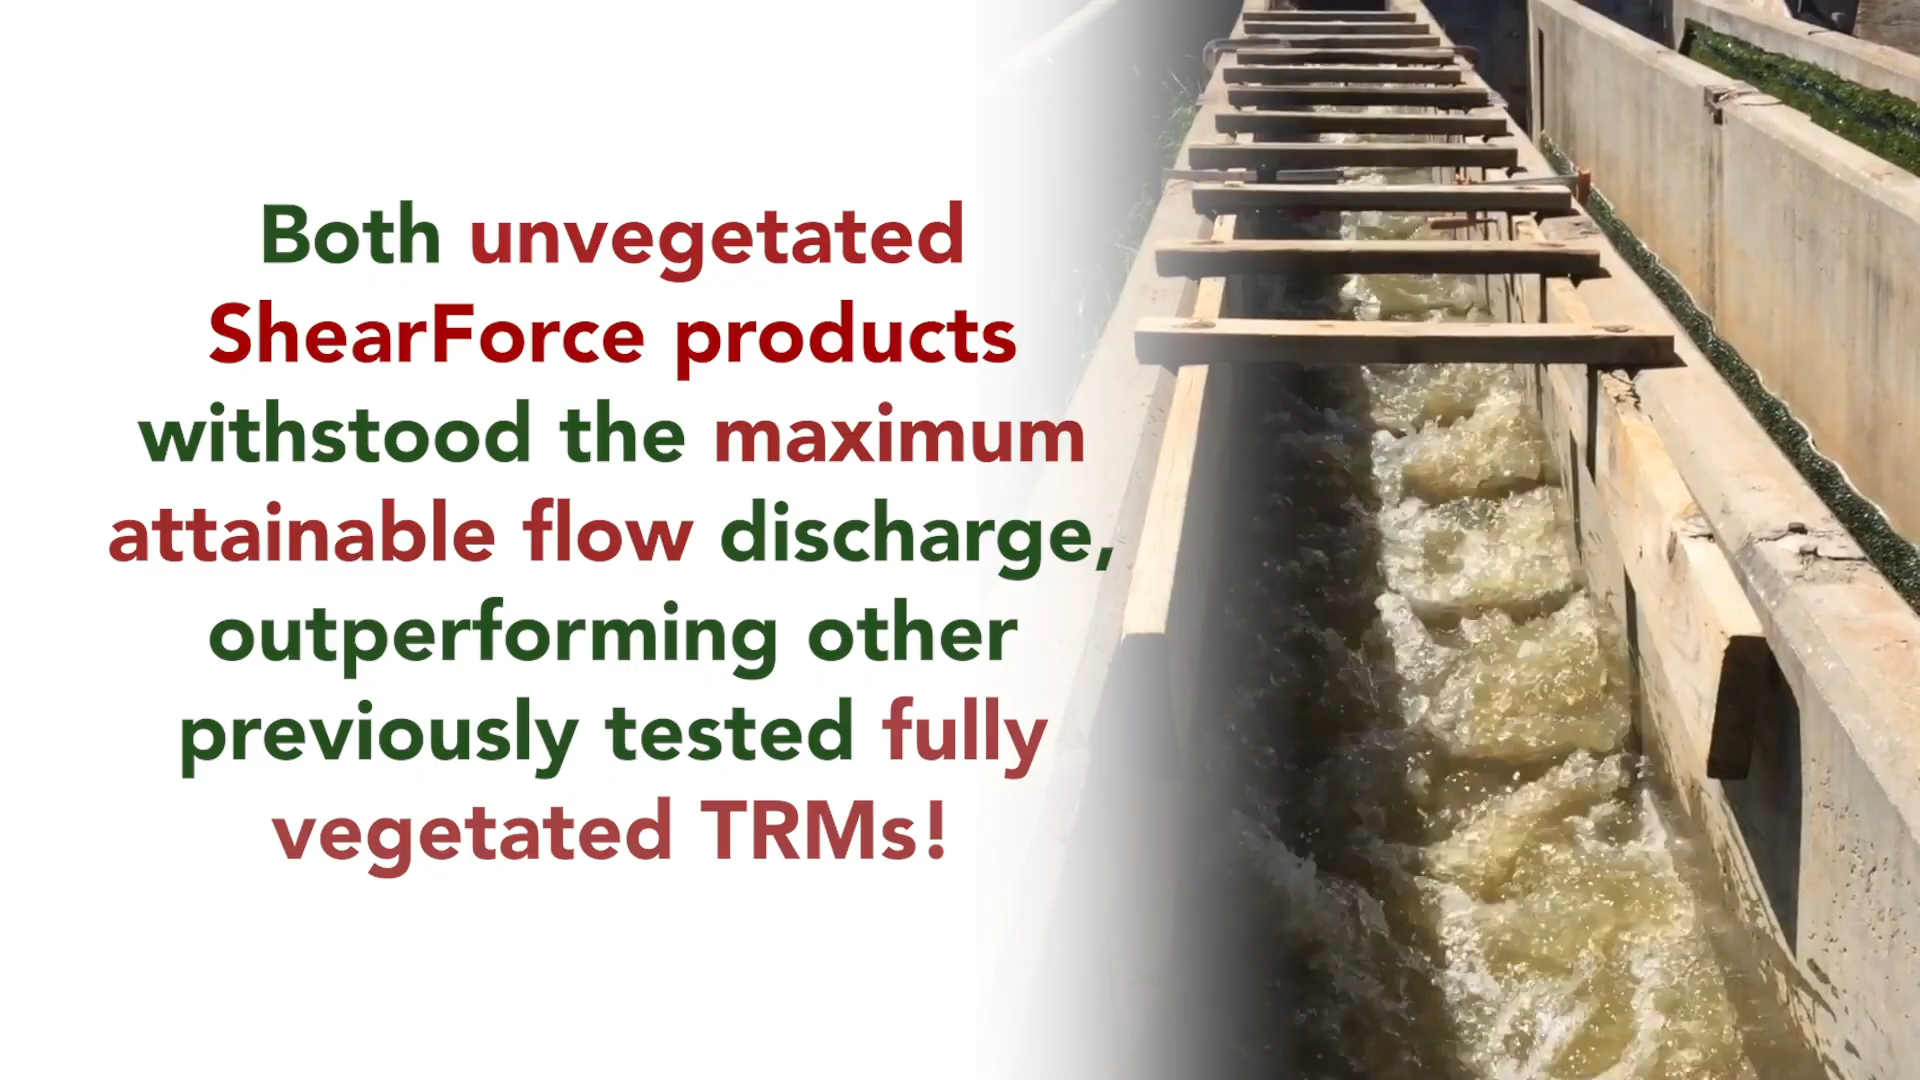 Both unvegetated
ShearForce products
withstood the maximum
attainable flow discharge,
outperforming other
previously tested fully
vegetated TRMs!